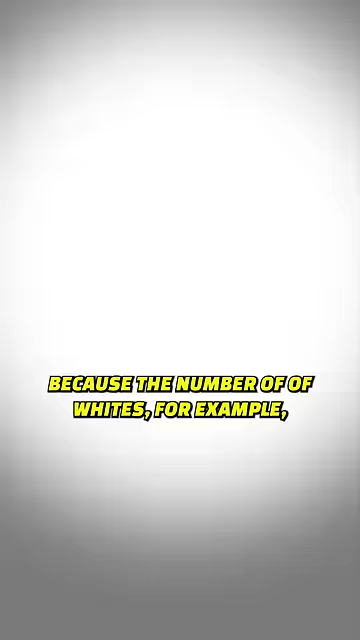 BECAUSE THE NUMBER OF OF
WHITES, FOR EXAMPLE,